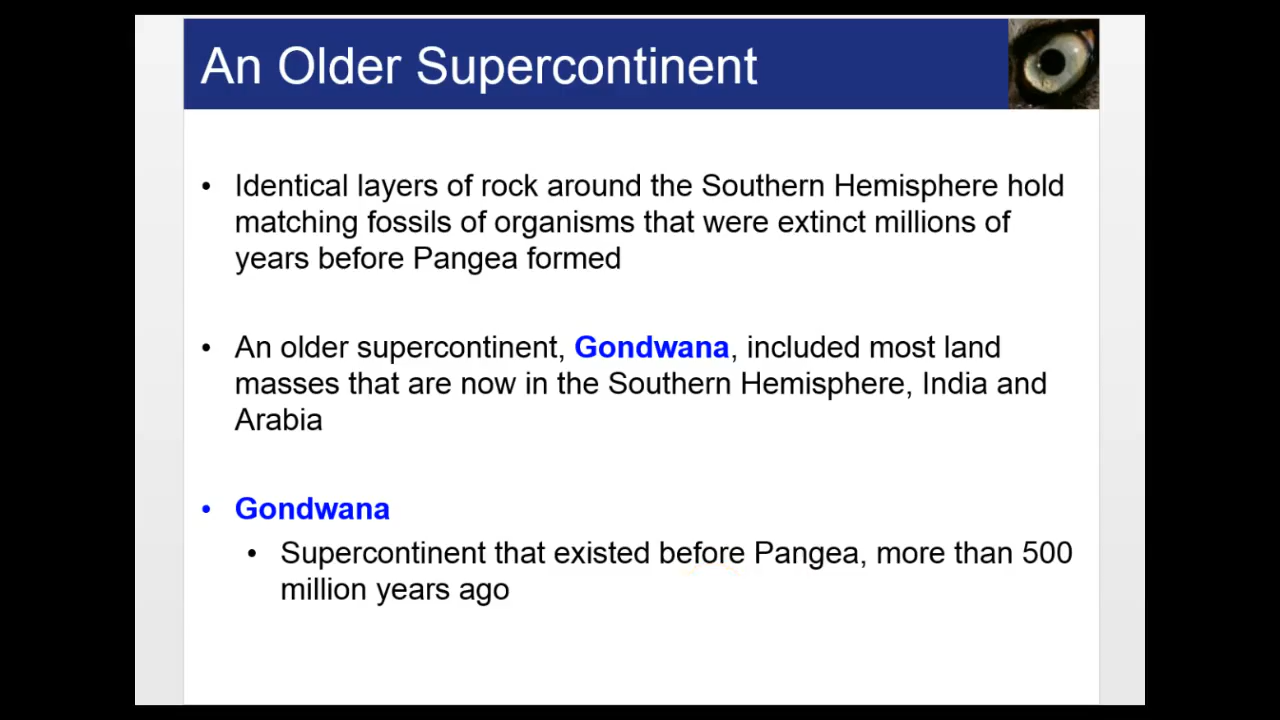 An Older Supercontinent
• Identical layers of rock around the Southern Hemisphere hold
matching fossils of organisms that were extinct millions of
years before Pangea formed
• An older supercontinent, Gondwana, included most land
masses that are now in the Southern Hemisphere, India and
Arabia
• Gondwana
• Supercontinent that existed before Pangea, more than 500
million years ago